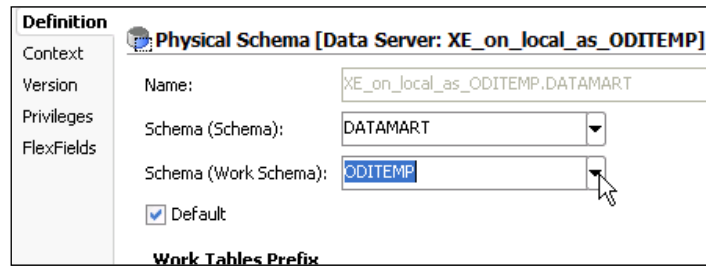 Definition
Context
Version
Privileges
FlexFields
Physical Schema [Data Server: XE_on_local_as_ODITEMP]
Name: XE_on_local_as_ODITEMP.DATAMART
Schema (Schema): DATAMART
Schema (Work Schema): ODITEMP
Default
Work Tables Prefix